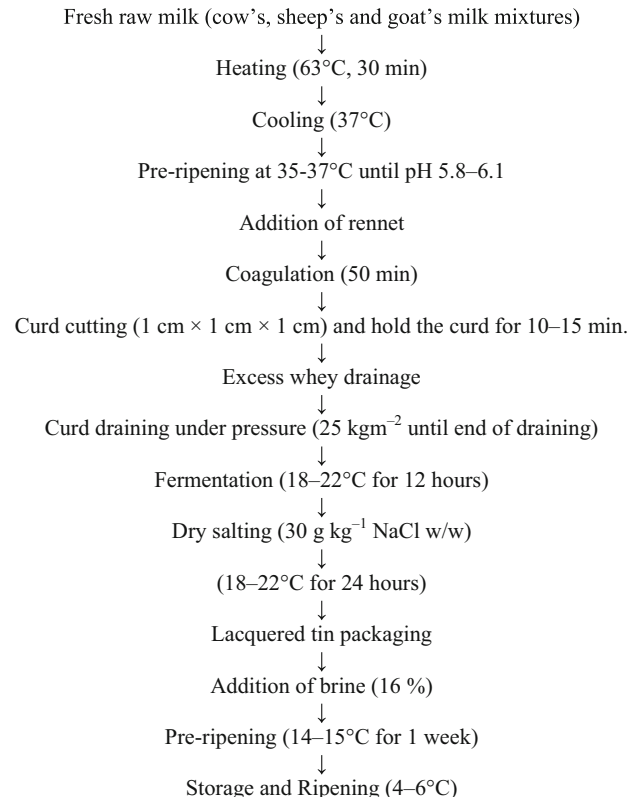 Fresh raw milk (cow's, sheep's and goat's milk mixtures)
↓
Heating (63°C, 30 min)
↓
Cooling (37°C)
↓
Pre-ripening at 35-37°C until pH 5.8–6.1
↓
Addition of rennet
↓
Coagulation (50 min)
↓
Curd cutting (1 cm × 1 cm × 1 cm) and hold the curd for 10–15 min.
↓
Excess whey drainage
↓
Curd draining under pressure (25 kgm⁻² until end of draining)
↓
Fermentation (18–22°C for 12 hours)
↓
Dry salting (30 g kg⁻¹ NaCl w/w)
↓
(18–22°C for 24 hours)
↓
Lacquered tin packaging
↓
Addition of brine (16 %)
↓
Pre-ripening (14–15°C for 1 week)
↓
Storage and Ripening (4–6°C)